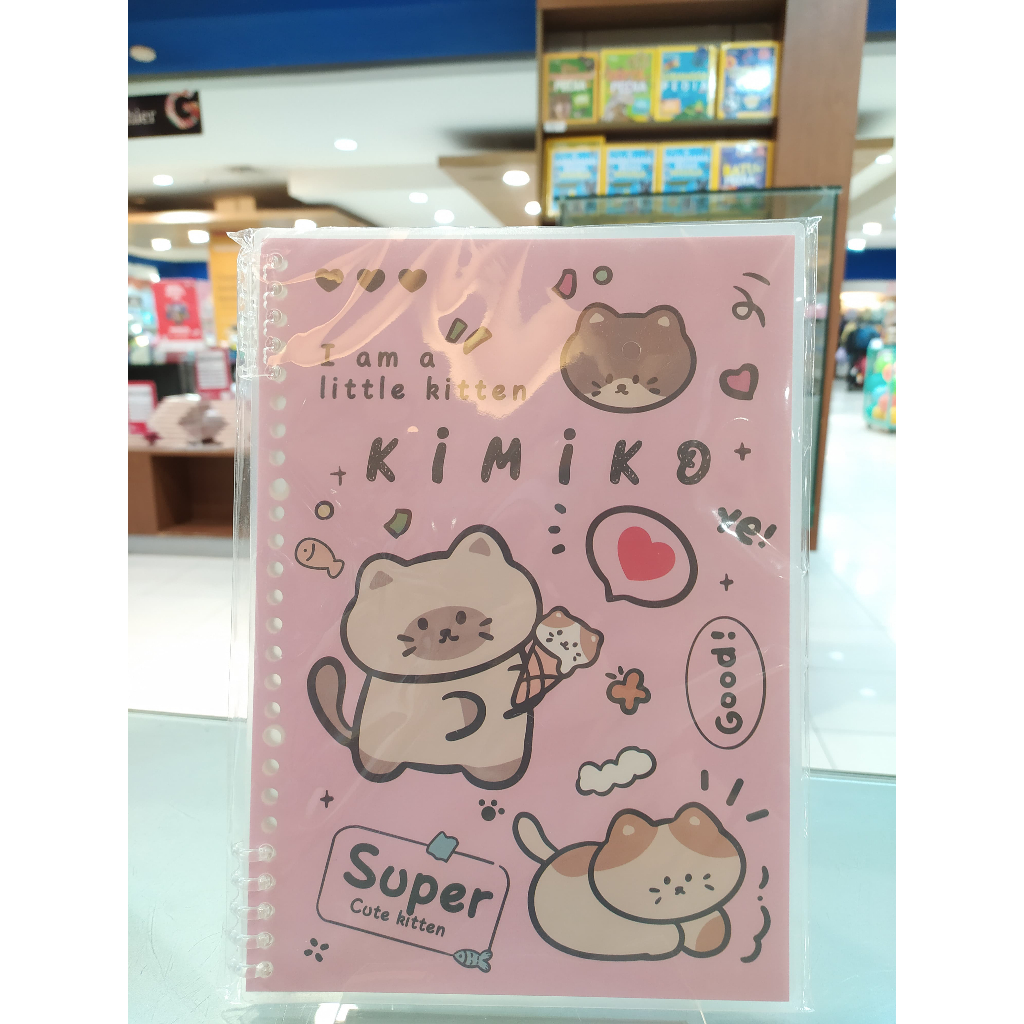 I am a
little kitten
KiMiKO
ye!
Good!
Super
Cute kitten